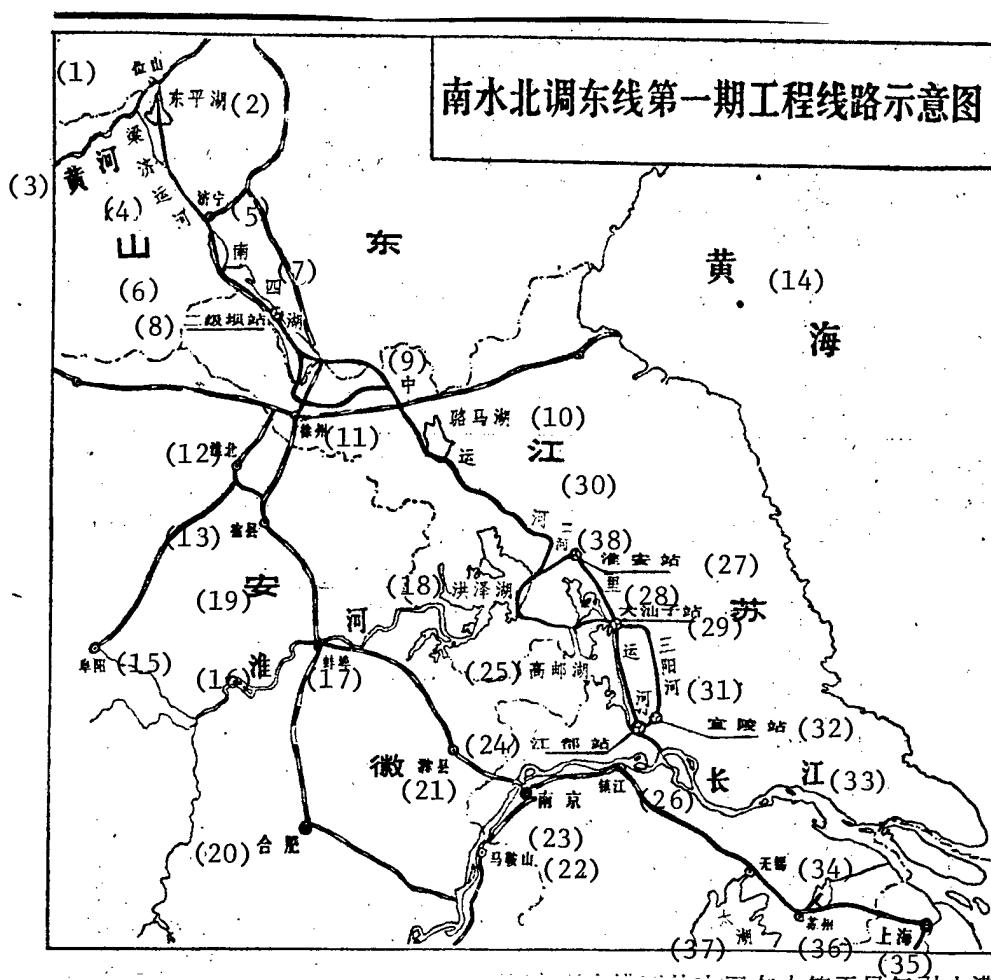 南水北调东线第一期工程线路示意图
(1)
位山
东平湖 (2)
(3)
黄河
梁济运河
(4)
济宁 (5)
山
东
南四湖
(6)
(7)
(8)
二级坝站
黄海
(14)
(9)
中
骆马湖 (10)
徐州 (11)
(12) 淮北
运
江
(30)
(13) 宿县
河
二河
(38)
淮安站 (27)
里
(28)
大汕子站
(29)
苏
(18) 洪泽湖
安
(19)
河
淮
阜阳 (15)
(16)
蚌埠
(17)
(25) 高邮湖
运
三阳河
(31)
河
宜陵站 (32)
江都站
(24)
徽
滁县
(21)
南京
镇江
(26)
长
江
(33)
(20) 合肥
(23)
马鞍山 (22)
无锡 (34)
太湖
(37)
苏州
(36)
上海
(35)